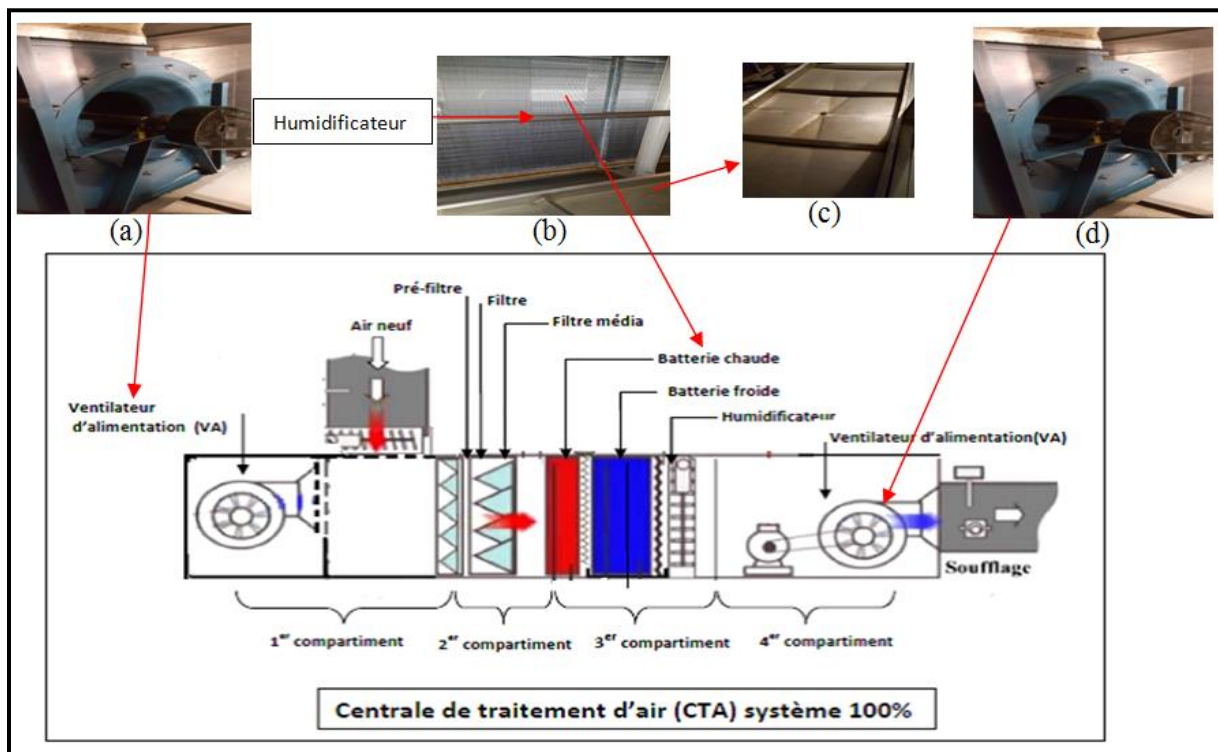 Humidificateur
(a)
(b)
(c)
(d)
Pré-filtre
Filtre
Air neuf
Filtre média
Batterie chaude
Batterie froide
Humidificateur
Ventilateur
d'alimentation (VA)
Ventilateur d'alimentation(VA)
Soufflage
1er compartiment
2er compartiment
3er compartiment
4er compartiment
Centrale de traitement d'air (CTA) système 100%